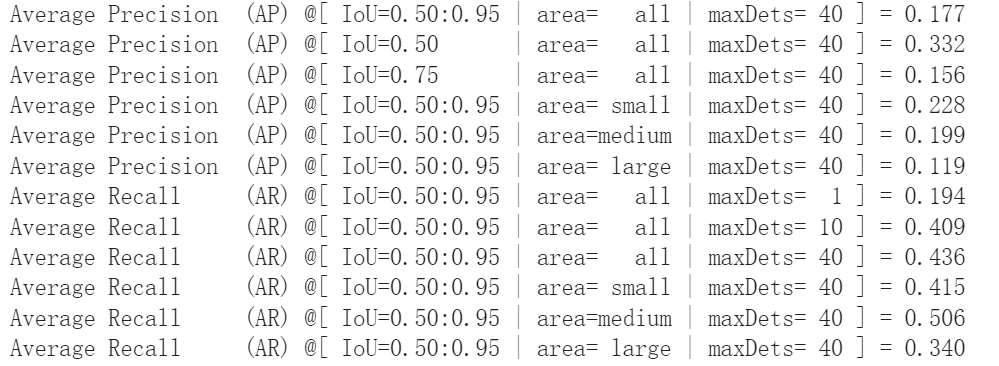 Average Precision  (AP) @[ IoU=0.50:0.95 | area=   all | maxDets= 40 ] = 0.177
Average Precision  (AP) @[ IoU=0.50      | area=   all | maxDets= 40 ] = 0.332
Average Precision  (AP) @[ IoU=0.75      | area=   all | maxDets= 40 ] = 0.156
Average Precision  (AP) @[ IoU=0.50:0.95 | area= small | maxDets= 40 ] = 0.228
Average Precision  (AP) @[ IoU=0.50:0.95 | area=medium | maxDets= 40 ] = 0.199
Average Precision  (AP) @[ IoU=0.50:0.95 | area= large | maxDets= 40 ] = 0.119
Average Recall     (AR) @[ IoU=0.50:0.95 | area=   all | maxDets=  1 ] = 0.194
Average Recall     (AR) @[ IoU=0.50:0.95 | area=   all | maxDets= 10 ] = 0.409
Average Recall     (AR) @[ IoU=0.50:0.95 | area=   all | maxDets= 40 ] = 0.436
Average Recall     (AR) @[ IoU=0.50:0.95 | area= small | maxDets= 40 ] = 0.415
Average Recall     (AR) @[ IoU=0.50:0.95 | area=medium | maxDets= 40 ] = 0.506
Average Recall     (AR) @[ IoU=0.50:0.95 | area= large | maxDets= 40 ] = 0.340